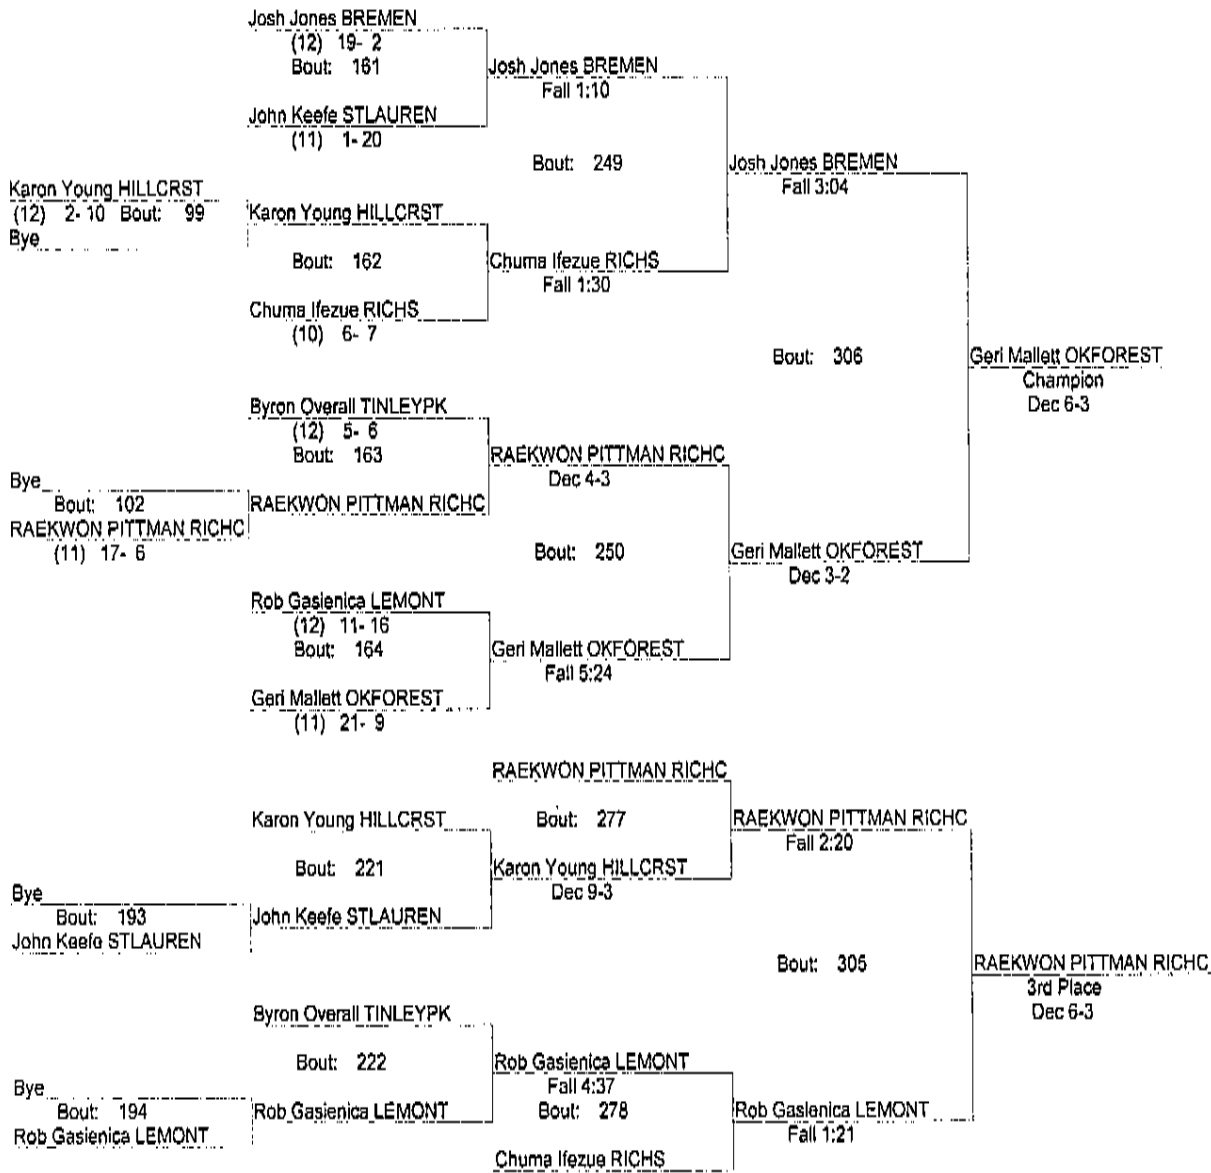 Josh Jones BREMEN
(12) 19- 2
Bout: 161
Josh Jones BREMEN
Fall 1:10
John Keefe STLAUREN
(11) 1- 20
Bout: 249
Josh Jones BREMEN
Fall 3:04
Karon Young HILLCRST
(12) 2- 10 Bout: 99
Bye
Karon Young HILLCRST
Bout: 162
Chuma Ifezue RICHS
Fall 1:30
Chuma Ifezue RICHS
(10) 6- 7
Bout: 306
Geri Mallett OKFOREST
Champion
Dec 6-3
Byron Overall TINLEYPK
(12) 5- 6
Bout: 163
RAEKWON PITTMAN RICHC
Dec 4-3
Bye
Bout: 102
RAEKWON PITTMAN RICHC
(11) 17- 6
RAEKWON PITTMAN RICHC
Bout: 250
Geri Mallett OKFOREST
Dec 3-2
Rob Gasienica LEMONT
(12) 11- 16
Bout: 164
Geri Mallett OKFOREST
Fall 5:24
Geri Mallett OKFOREST
(11) 21- 9
RAEKWON PITTMAN RICHC
Karon Young HILLCRST
Bout: 277
RAEKWON PITTMAN RICHC
Fall 2:20
Bout: 221
Karon Young HILLCRST
Dec 9-3
Bye
Bout: 193
John Keefe STLAUREN
John Keefe STLAUREN
Bout: 305
RAEKWON PITTMAN RICHC
3rd Place
Dec 6-3
Byron Overall TINLEYPK
Bout: 222
Rob Gasienica LEMONT
Fall 4:37
Bye
Bout: 194
Rob Gasienica LEMONT
Rob Gasienica LEMONT
Bout: 278
Rob Gasienica LEMONT
Fall 1:21
Chuma Ifezue RICHS